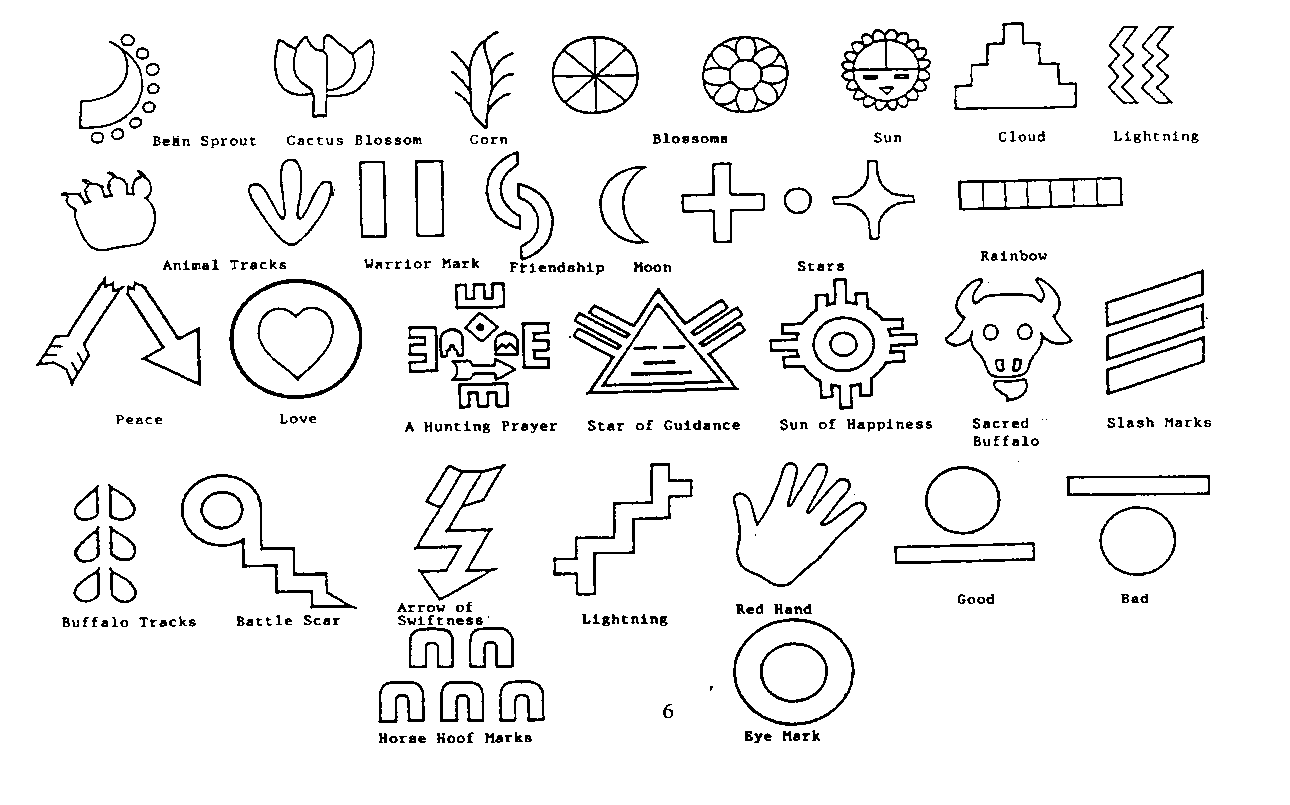 Bean Sprout
Cactus Blossom
Corn
Blossoms
Sun
Cloud
Lightning
Animal Tracks
Warrior Mark
Friendship
Moon
Stars
Rainbow
Peace
Love
A Hunting Prayer
Star of Guidance
Sun of Happiness
Sacred
Buffalo
Slash Marks
Buffalo Tracks
Battle Scar
Arrow of
Swiftness
Lightning
Red Hand
Good
Bad
Horse Hoof Marks
6
Eye Mark